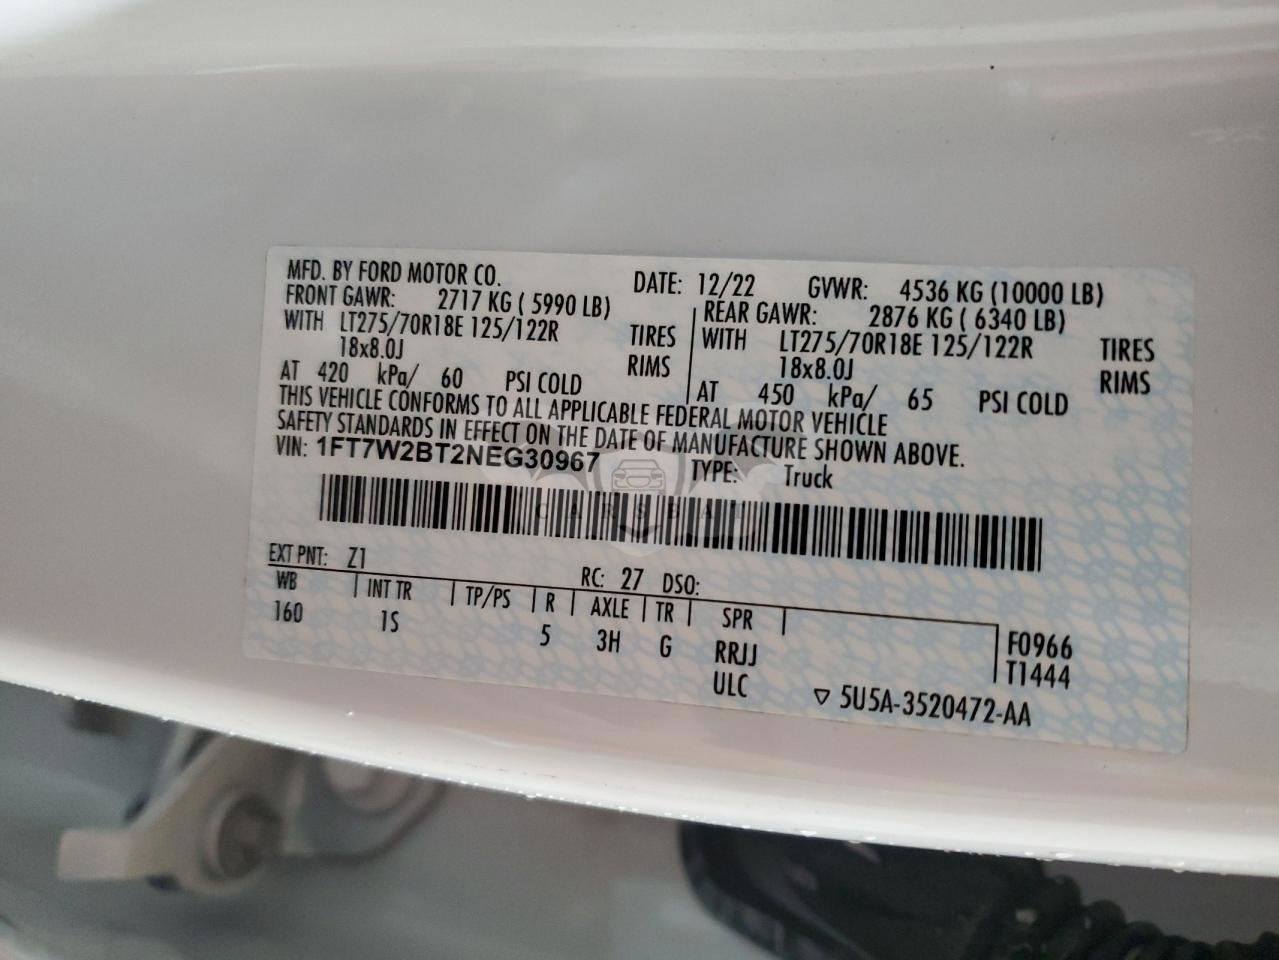 MFD. BY FORD MOTOR CO. DATE: 12/22 GVWR: 4536 KG (10000 LB)
FRONT GAWR: 2717 KG ( 5990 LB) REAR GAWR: 2876 KG ( 6340 LB)
WITH LT275/70R18E 125/122R TIRES WITH LT275/70R18E 125/122R TIRES
18x8.0J RIMS 18x8.0J RIMS
AT 420 kPa/ 60 PSI COLD AT 450 kPa/ 65 PSI COLD
THIS VEHICLE CONFORMS TO ALL APPLICABLE FEDERAL MOTOR VEHICLE
SAFETY STANDARDS IN EFFECT ON THE DATE OF MANUFACTURE SHOWN ABOVE.
VIN: 1FT7W2BT2NEG30967 TYPE: Truck
CARSBAT
EXT PNT: Z1 RC: 27 DSO:
WB INT TR TP/PS R AXLE TR SPR
160 1S 5 3H G RRJJ F0966
ULC T1444
▽ 5U5A-3520472-AA